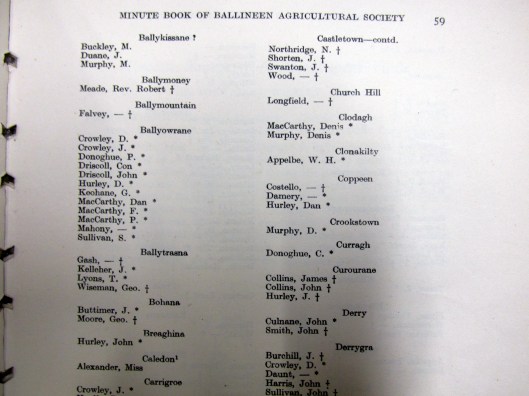 MINUTE BOOK OF BALLINEEN AGRICULTURAL SOCIETY 59
Ballykissane ?
Buckley, M.
Duane, J.
Murphy, M.
Ballymoney
Meade, Rev. Robert †
Ballymountain
Falvey, — †
Ballyowrane
Crowley, D. *
Crowley, J. *
Donoghue, P. *
Driscoll, Con *
Driscoll, John *
Hurley, D. *
Keohane, G. *
MacCarthy, Dan *
MacCarthy, F. *
MacCarthy, P. *
Mahony, — *
Sullivan, S. *
Ballytrasna
Gash, — †
Kelleher, J. *
Lyons, T. *
Wiseman, Geo. †
Bohana
Buttimer, J. *
Moore, Geo. †
Breaghina
Hurley, John *
Caledon¹
Alexander, Miss
Carrigroe
Crowley, J. *
Castletown—contd.
Northridge, N. †
Shorten, J. †
Swanton, J. †
Wood, — †
Church Hill
Longfield, — †
Clodagh
MacCarthy, Denis *
Murphy, Denis *
Clonakilty
Appelbe, W. H. *
Coppeen
Costello, — †
Damery, — *
Hurley, Dan *
Crookstown
Murphy, D. *
Curragh
Donoghue, C. *
Curourane
Collins, James †
Collins, John †
Hurley, J. †
Derry
Culnane, John *
Smith, John †
Derrygra
Burchill, J. †
Crowley, D. *
Daunt, — *
Harris, John †
Sullivan, John †